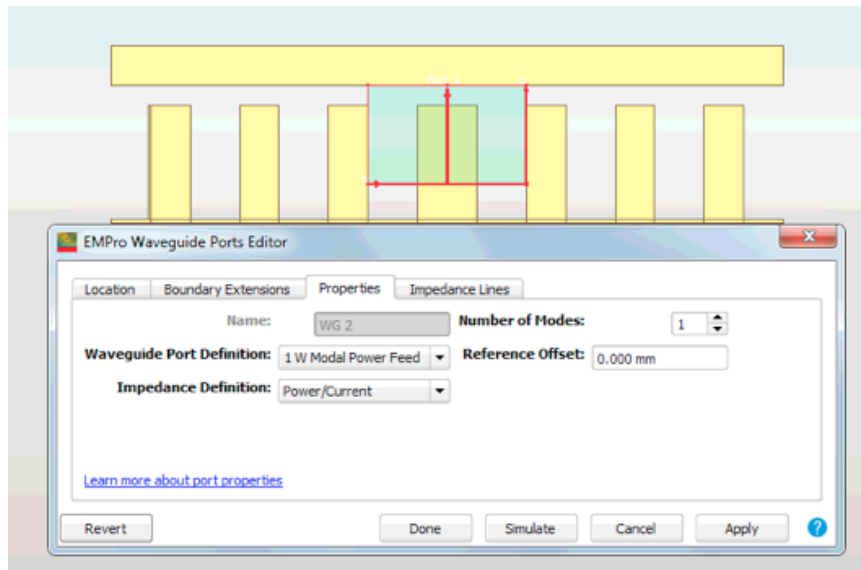 Port 2
EMPro Waveguide Ports Editor
Location Boundary Extensions Properties Impedance Lines
Name: WG 2 Number of Modes: 1
Waveguide Port Definition: 1 W Modal Power Feed Reference Offset: 0.000 mm
Impedance Definition: Power/Current
Learn more about port properties
Revert Done Simulate Cancel Apply ?